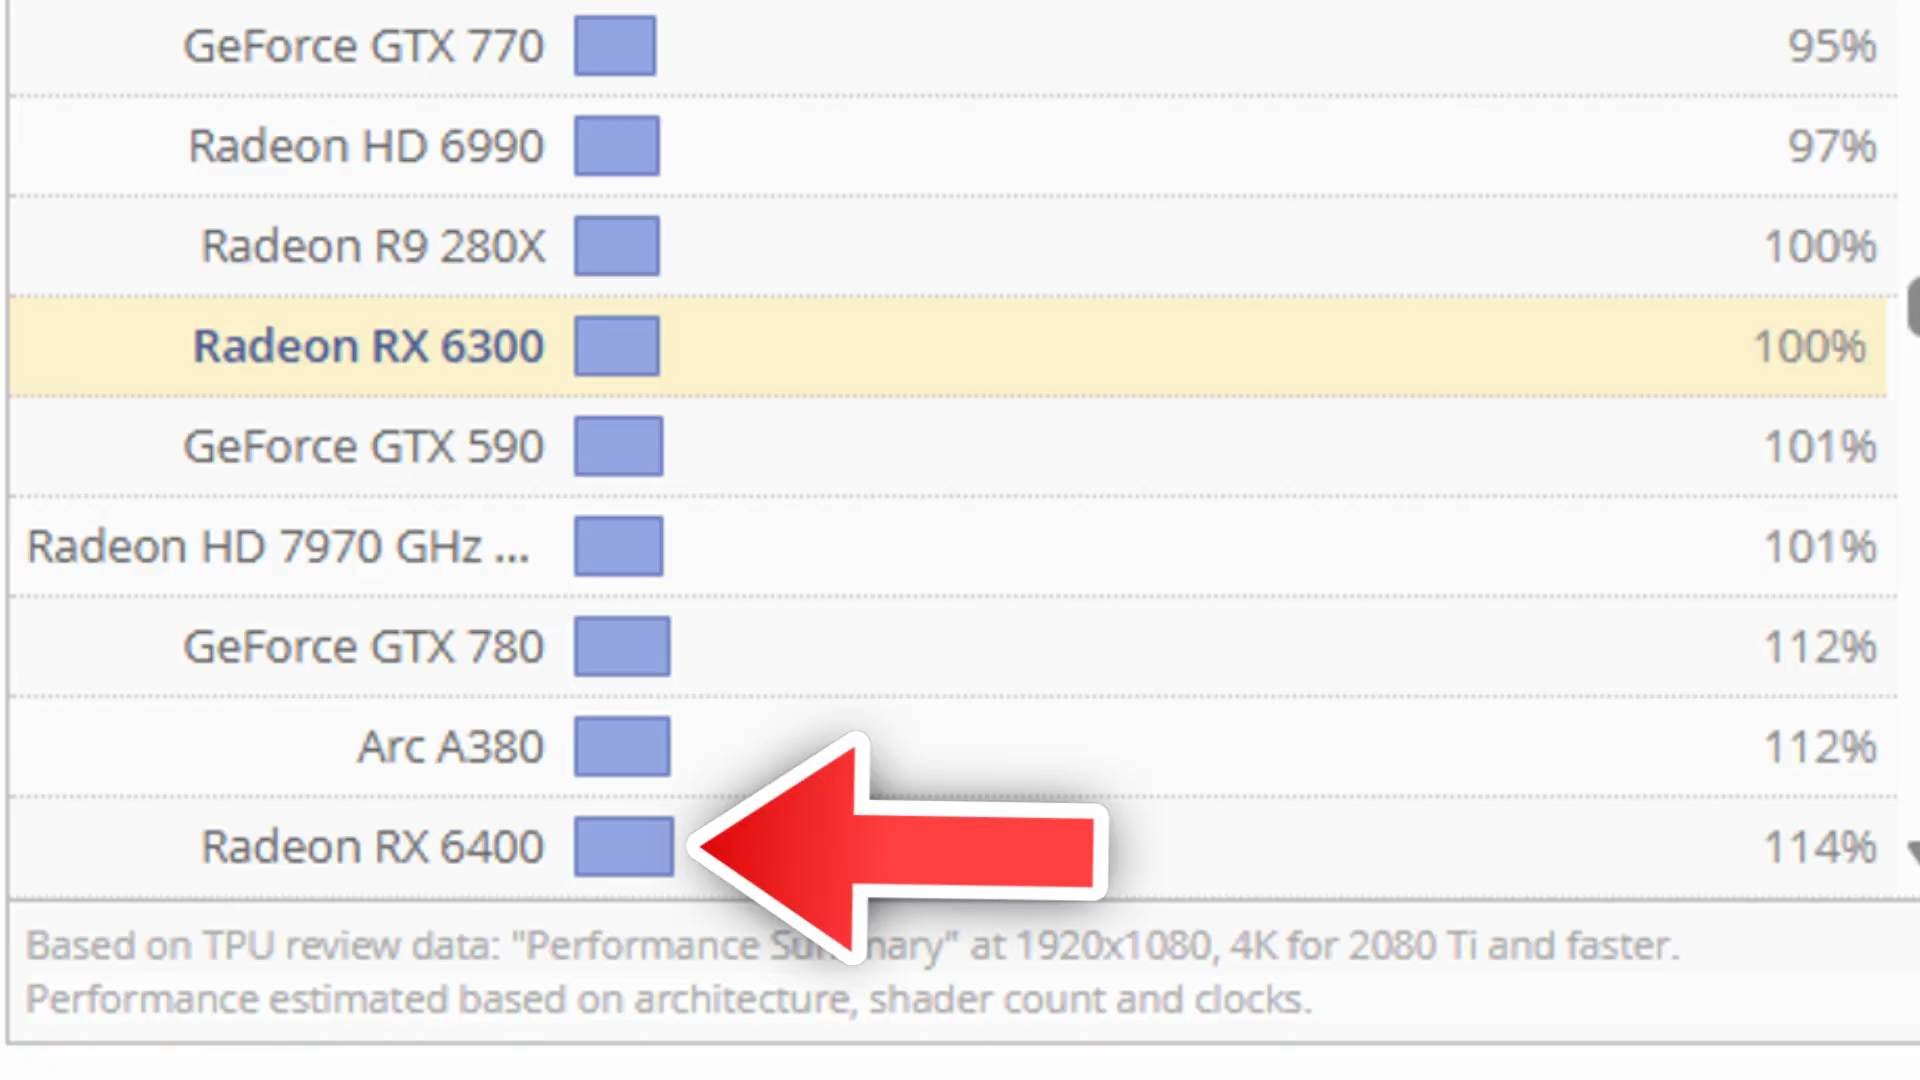 GeForce GTX 770 95%
Radeon HD 6990 97%
Radeon R9 280X 100%
Radeon RX 6300 100%
GeForce GTX 590 101%
Radeon HD 7970 GHz ... 101%
GeForce GTX 780 112%
Arc A380 112%
Radeon RX 6400 114%
Based on TPU review data: "Performance Summary" at 1920x1080, 4K for 2080 Ti and faster.
Performance estimated based on architecture, shader count and clocks.